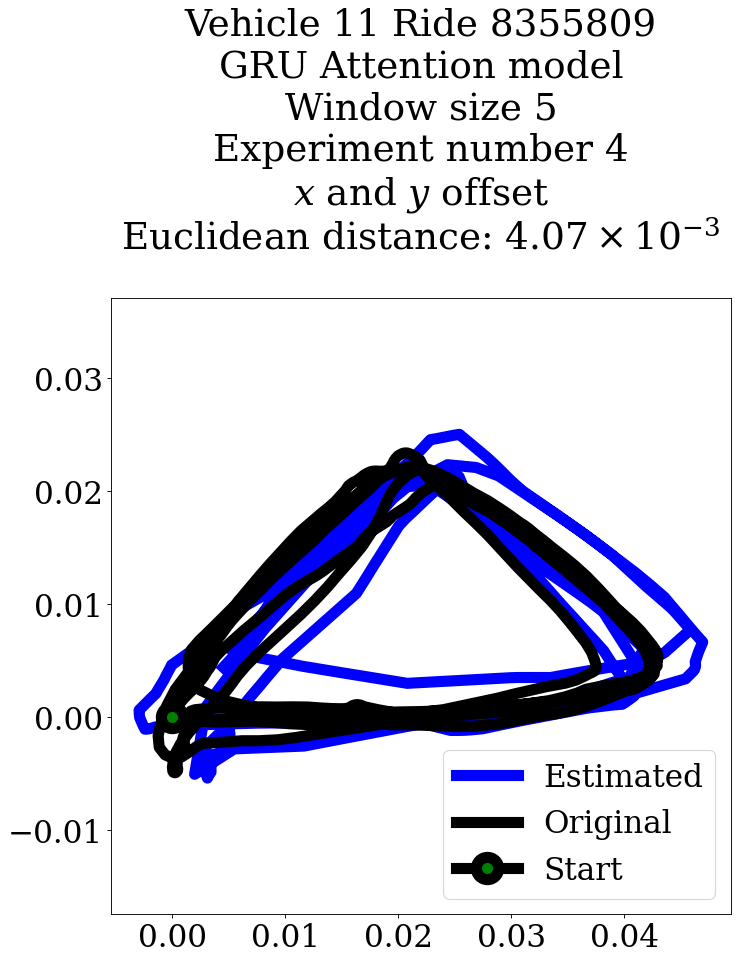 Vehicle 11 Ride 8355809
GRU Attention model
Window size 5
Experiment number 4
x and y offset
Euclidean distance: 4.07 × 10⁻³
0.03
0.02
0.01
0.00
−0.01
Estimated
Original
Start
0.00 0.01 0.02 0.03 0.04